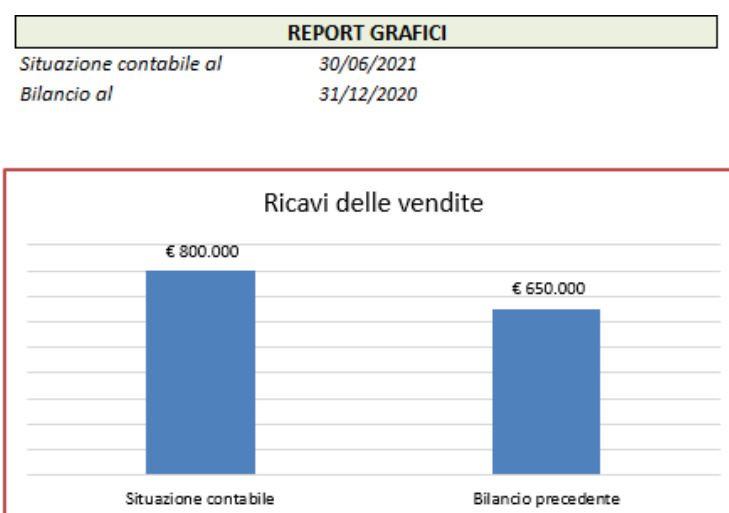 REPORT GRAFICI
Situazione contabile al 30/06/2021
Bilancio al 31/12/2020
Ricavi delle vendite
€ 800.000
€ 650.000
Situazione contabile Bilancio precedente